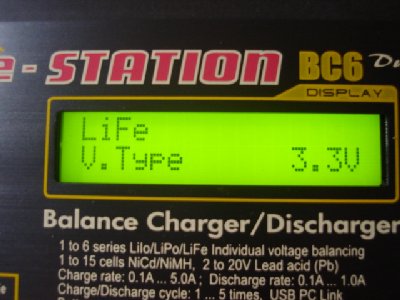 e-STATION BC6
DISPLAY
LiFe
V.Type 3.3V
Balance Charger/Discharger
1 to 6 series LiIo/LiPo/LiFe Individual voltage balancing
1 to 15 cells NiCd/NiMH, 2 to 20V Lead acid (Pb)
Charge rate: 0.1A ... 5.0A; Discharge rate: 0.1A ... 1.0A
Charge/Discharge cycle: 1 ... 5 times, USB PC Link